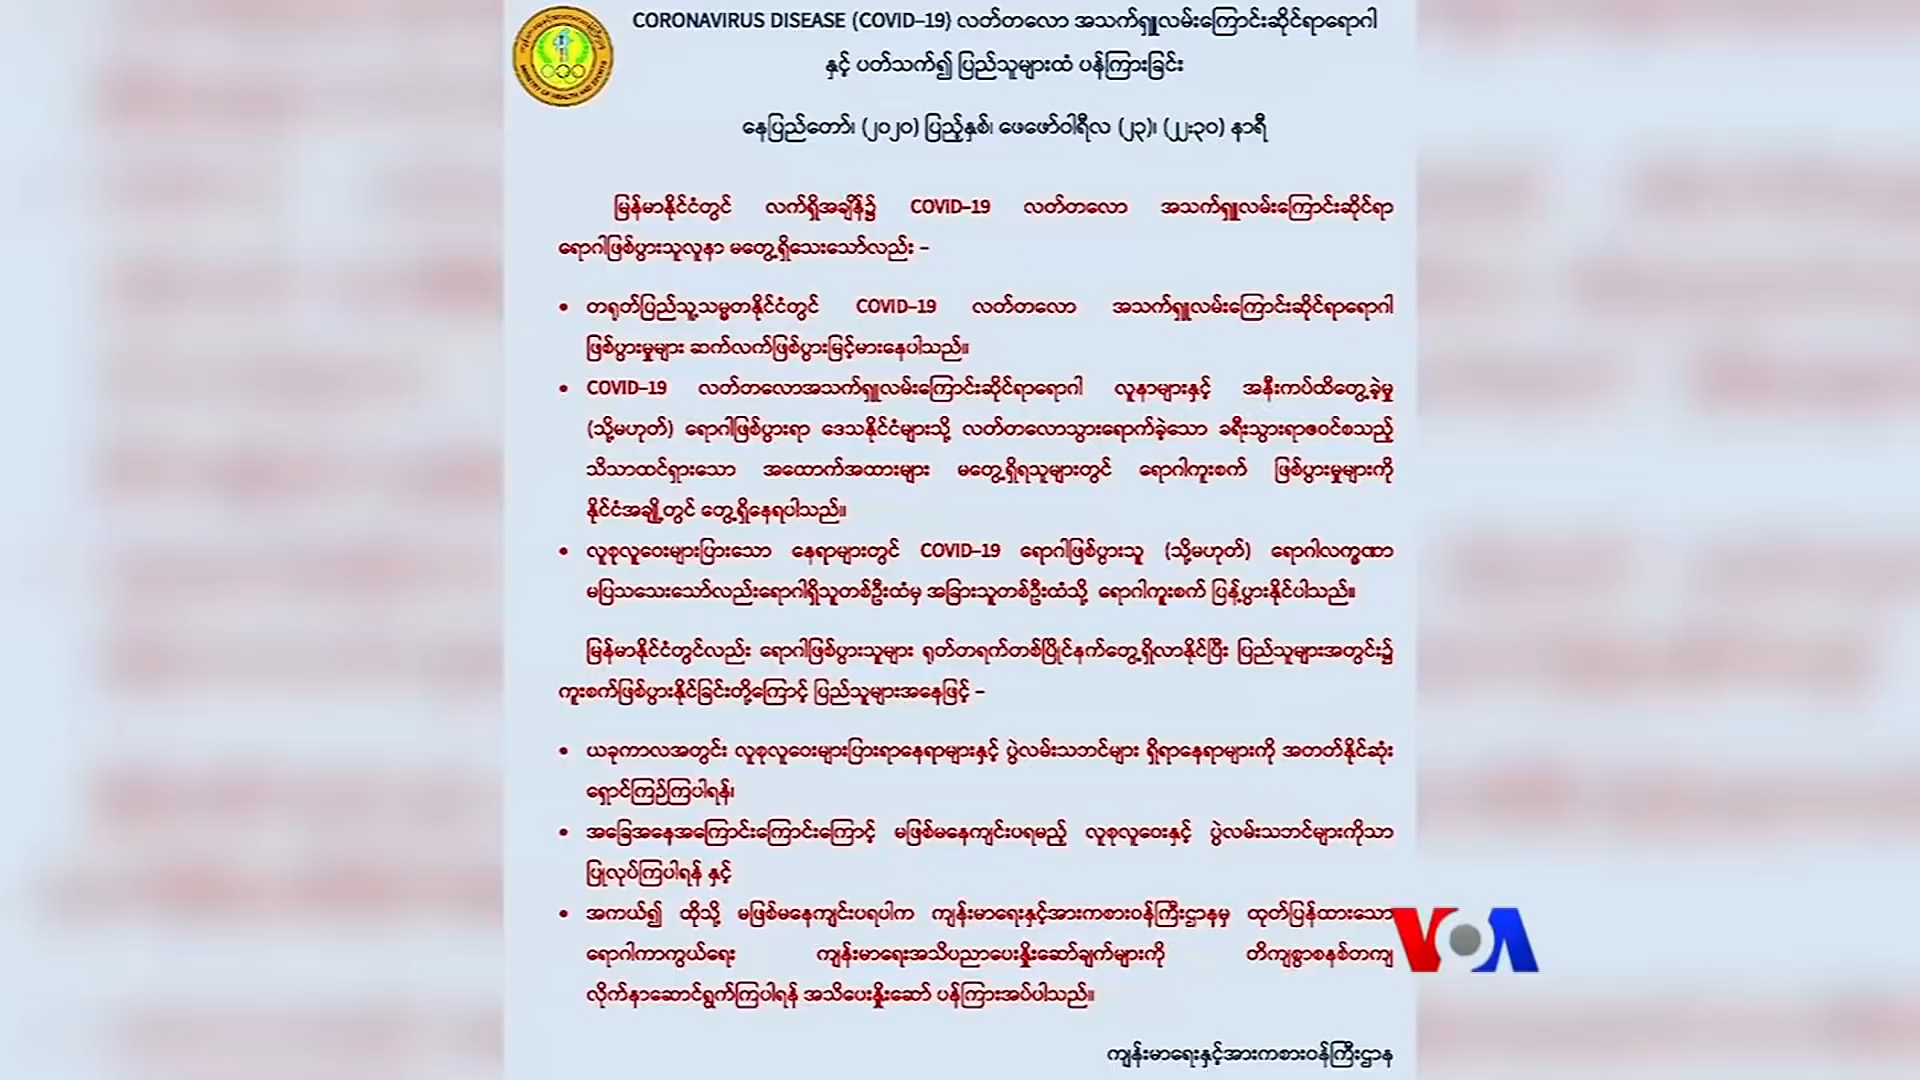 CORONAVIRUS DISEASE (COVID–19) လတ်တလော အသက်ရှူလမ်းကြောင်းဆိုင်ရာရောဂါ
နှင့် ပတ်သက်၍ ပြည်သူများထံ ပန်ကြားခြင်း
နေပြည်တော်၊ (၂၀၂၀) ပြည့်နှစ်၊ ဖေဖော်ဝါရီလ (၂၃)၊ (၂၂း၃၀) နာရီ
မြန်မာနိုင်ငံတွင် လက်ရှိအချိန်၌ COVID–19 လတ်တလော အသက်ရှူလမ်းကြောင်းဆိုင်ရာ
ရောဂါဖြစ်ပွားသူလူနာ မတွေ့ရှိသေးသော်လည်း –
• တရုတ်ပြည်သူ့သမ္မတနိုင်ငံတွင် COVID–19 လတ်တလော အသက်ရှူလမ်းကြောင်းဆိုင်ရာရောဂါ
ဖြစ်ပွားမှုများ ဆက်လက်ဖြစ်ပွားမြင့်မားနေပါသည်။
• COVID–19 လတ်တလောအသက်ရှူလမ်းကြောင်းဆိုင်ရာရောဂါ လူနာများနှင့် အနီးကပ်ထိတွေ့ခဲ့မှု
(သို့မဟုတ်) ရောဂါဖြစ်ပွားရာ ဒေသနိုင်ငံများသို့ လတ်တလောသွားရောက်ခဲ့သော ခရီးသွားရာဇဝင်စသည့်
သိသာထင်ရှားသော အထောက်အထားများ မတွေ့ရှိရသူများတွင် ရောဂါကူးစက် ဖြစ်ပွားမှုများကို
နိုင်ငံအချို့တွင် တွေ့ရှိနေရပါသည်။
• လူစုလူဝေးများပြားသော နေရာများတွင် COVID–19 ရောဂါဖြစ်ပွားသူ (သို့မဟုတ်) ရောဂါလက္ခဏာ
မပြသသေးသော်လည်းရောဂါရှိသူတစ်ဦးထံမှ အခြားသူတစ်ဦးထံသို့ ရောဂါကူးစက် ပြန့်ပွားနိုင်ပါသည်။
မြန်မာနိုင်ငံတွင်လည်း ရောဂါဖြစ်ပွားသူများ ရုတ်တရက်တစ်ပြိုင်နက်တွေ့ရှိလာနိုင်ပြီး ပြည်သူများအတွင်း၌
ကူးစက်ဖြစ်ပွားနိုင်ခြင်းတို့ကြောင့် ပြည်သူများအနေဖြင့် –
• ယခုကာလအတွင်း လူစုလူဝေးများပြားရာနေရာများနှင့် ပွဲလမ်းသဘင်များ ရှိရာနေရာများကို အတတ်နိုင်ဆုံး
ရှောင်ကြဉ်ကြပါရန်၊
• အခြေအနေအကြောင်းကြောင်းကြောင့် မဖြစ်မနေကျင်းပရမည့် လူစုလူဝေးနှင့် ပွဲလမ်းသဘင်များကိုသာ
ပြုလုပ်ကြပါရန် နှင့်
• အကယ်၍ ထိုသို့ မဖြစ်မနေကျင်းပရပါက ကျန်းမာရေးနှင့်အားကစားဝန်ကြီးဌာနမှ ထုတ်ပြန်ထားသော
ရောဂါကာကွယ်ရေး ကျန်းမာရေးအသိပညာပေးနှိုးဆော်ချက်များကို တိကျစွာစနစ်တကျ
လိုက်နာဆောင်ရွက်ကြပါရန် အသိပေးနှိုးဆော် ပန်ကြားအပ်ပါသည်။
VOA
ကျန်းမာရေးနှင့်အားကစားဝန်ကြီးဌာန